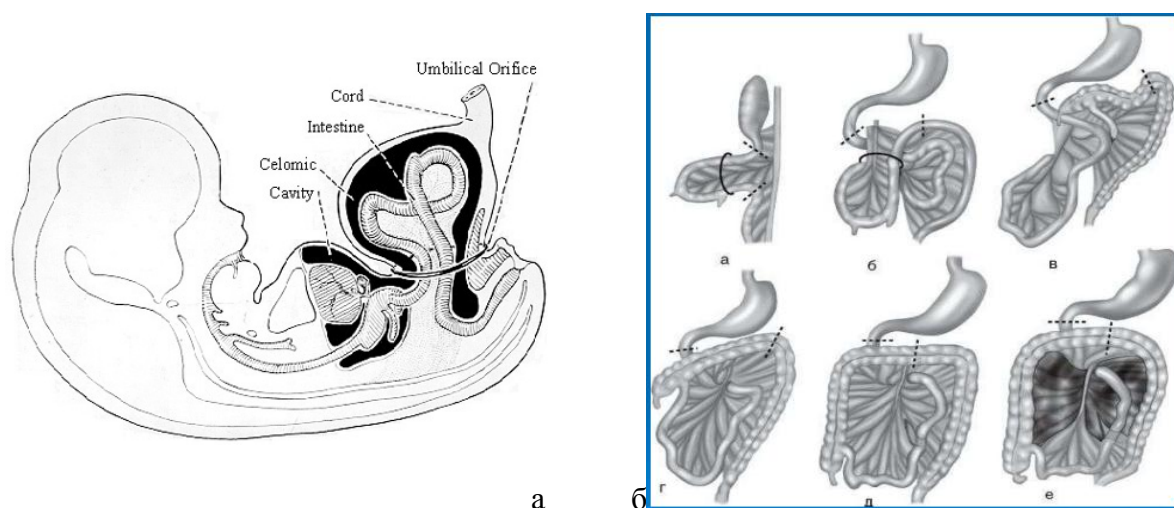 Umbilical Orifice
Cord
Intestine
Celomic
Cavity
а
б
а
б
в
г
д
е